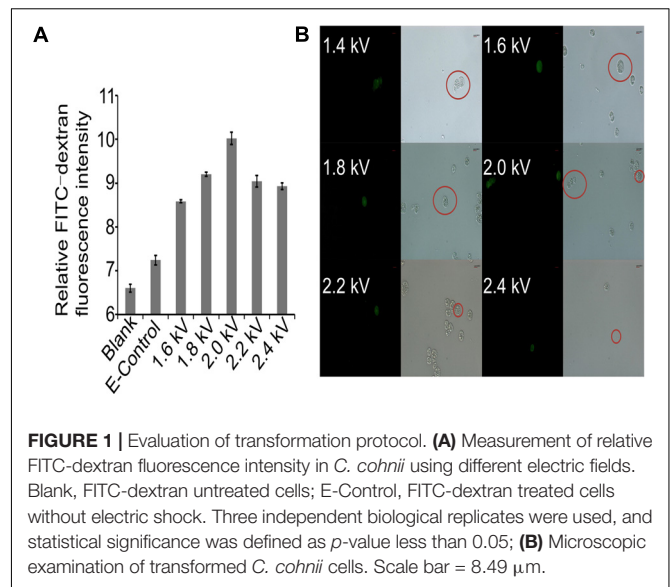 A
B
Relative FITC-dextran
fluorescence intensity
11
10
9
8
7
6
Blank
E-Control
1.6 kV
1.8 kV
2.0 kV
2.2 kV
2.4 kV
1.4 kV
1.6 kV
1.8 kV
2.0 kV
2.2 kV
2.4 kV
FIGURE 1 | Evaluation of transformation protocol. (A) Measurement of relative
FITC-dextran fluorescence intensity in C. cohnii using different electric fields.
Blank, FITC-dextran untreated cells; E-Control, FITC-dextran treated cells
without electric shock. Three independent biological replicates were used, and
statistical significance was defined as p-value less than 0.05; (B) Microscopic
examination of transformed C. cohnii cells. Scale bar = 8.49 μm.